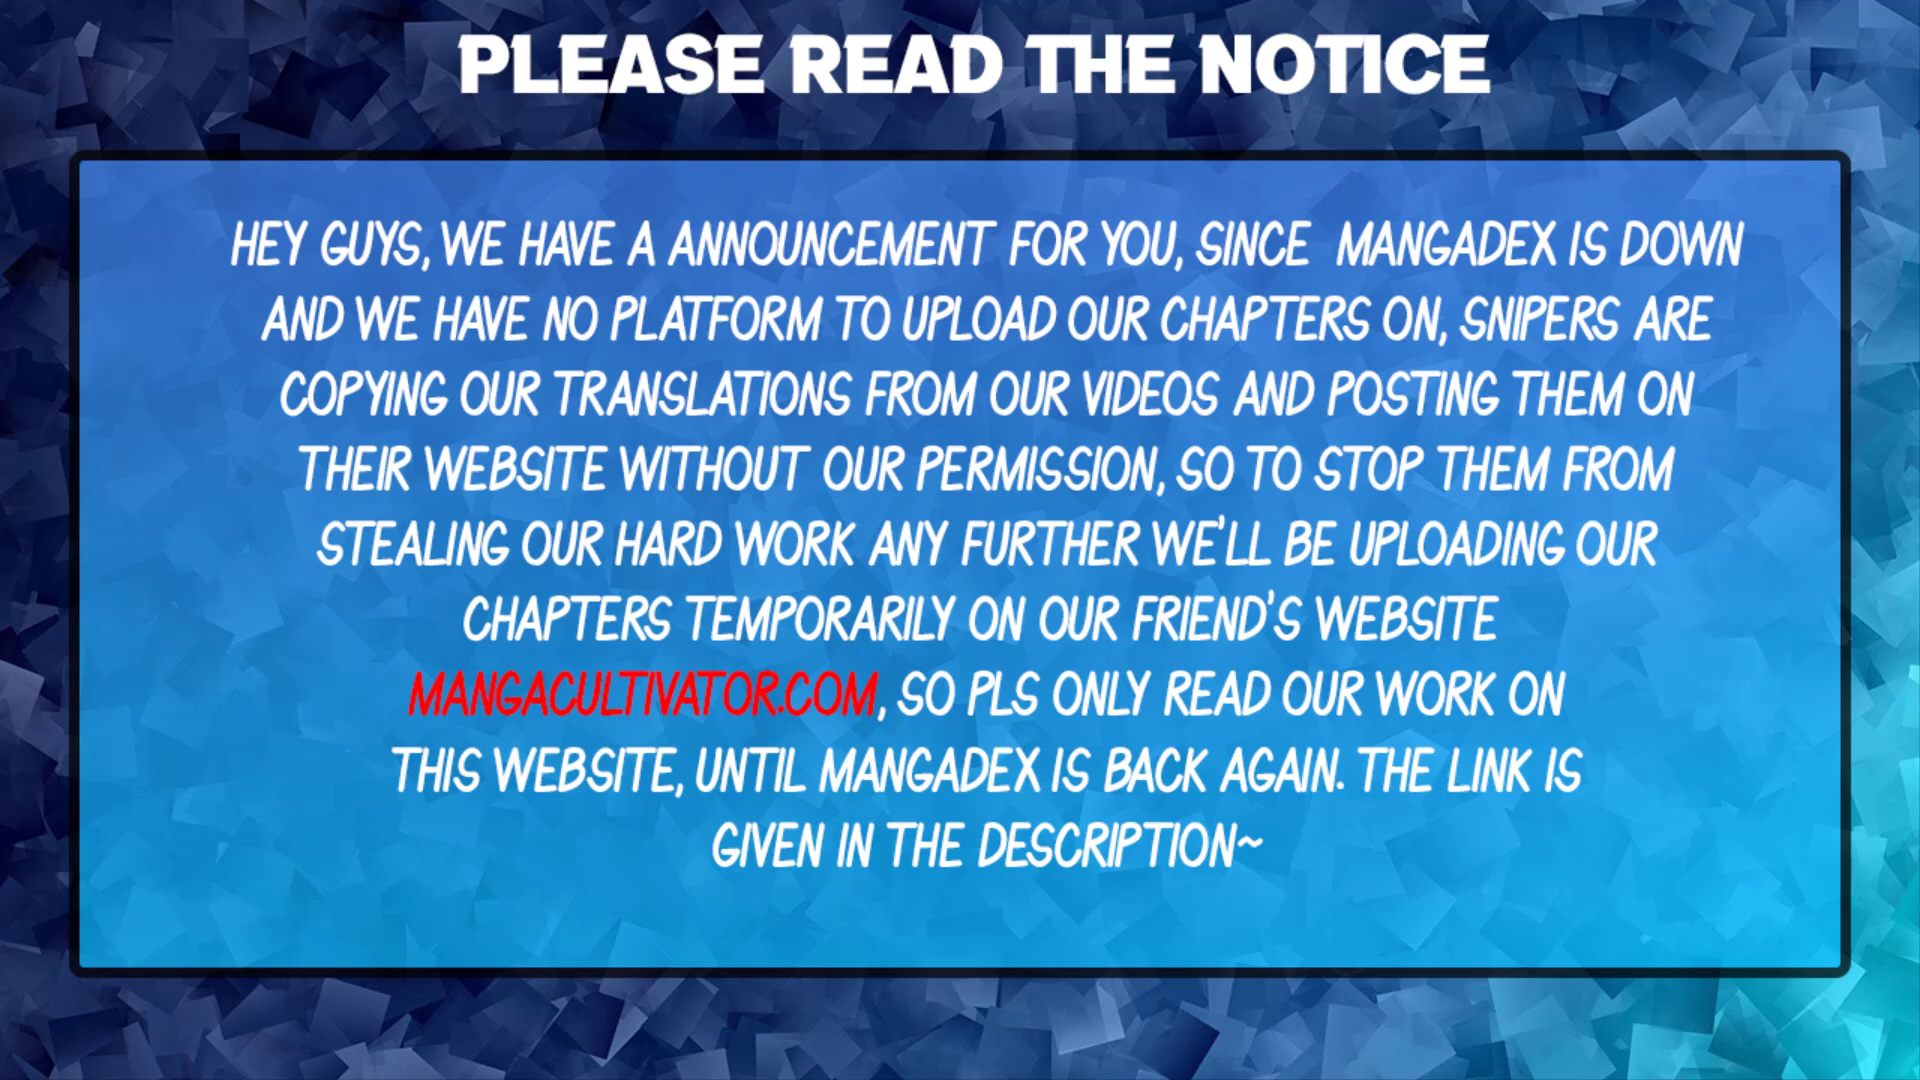 PLEASE READ THE NOTICE
HEY GUYS, WE HAVE A ANNOUNCEMENT FOR YOU, SINCE MANGADEX IS DOWN
AND WE HAVE NO PLATFORM TO UPLOAD OUR CHAPTERS ON, SNIPERS ARE
COPYING OUR TRANSLATIONS FROM OUR VIDEOS AND POSTING THEM ON
THEIR WEBSITE WITHOUT OUR PERMISSION, SO TO STOP THEM FROM
STEALING OUR HARD WORK ANY FURTHER WE'LL BE UPLOADING OUR
CHAPTERS TEMPORARILY ON OUR FRIEND'S WEBSITE
MANGACULTIVATOR.COM, SO PLS ONLY READ OUR WORK ON
THIS WEBSITE, UNTIL MANGADEX IS BACK AGAIN. THE LINK IS
GIVEN IN THE DESCRIPTION~